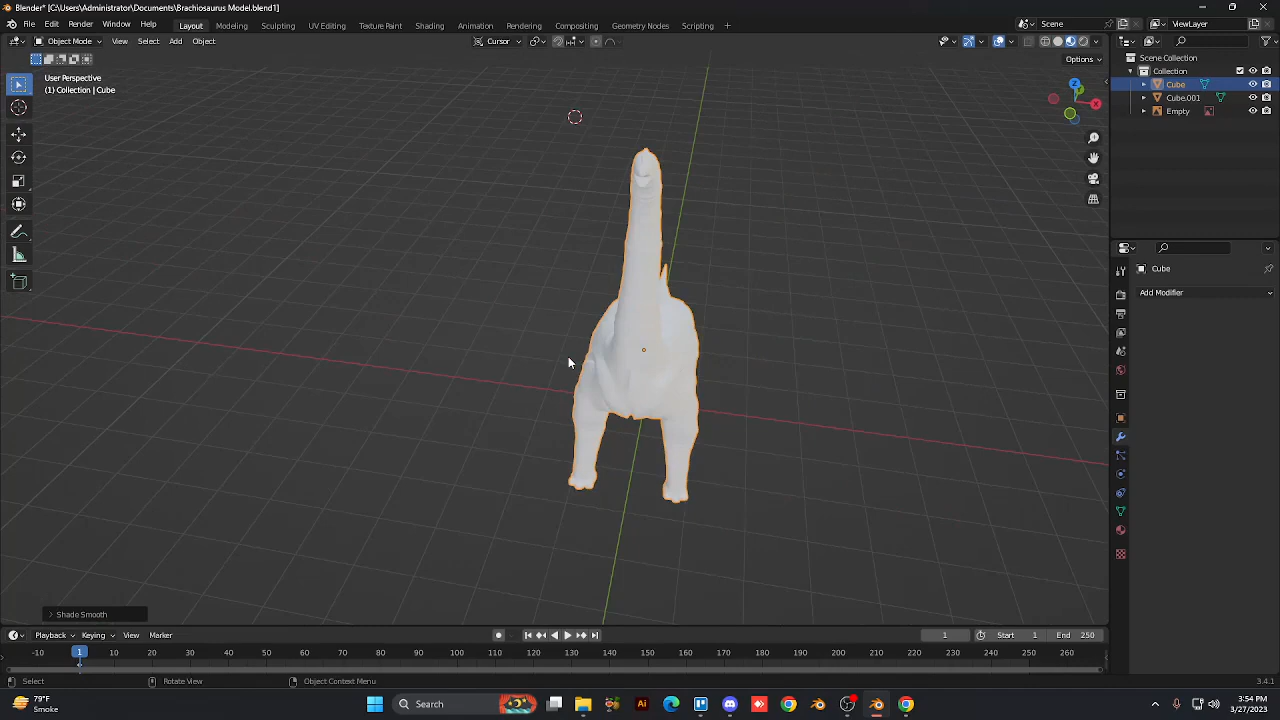 Blender* [C:\Users\Administrator\Documents\Brachiosaurus Model.blend1]
File Edit Render Window Help Layout Modeling Sculpting UV Editing Texture Paint Shading Animation Rendering Compositing Geometry Nodes Scripting + Scene ViewLayer
Object Mode View Select Add Object Cursor
Options
User Perspective
(1) Collection | Cube
Scene Collection
Collection
Cube
Cube.001
Empty
Cube
Add Modifier
Shade Smooth
Playback Keying View Marker 1 Start 1 End 250
-10 1 10 20 30 40 50 60 70 80 90 100 110 120 130 140 150 160 170 180 190 200 210 220 230 240 250 260
Select Rotate View Object Context Menu 3.4.1
79°F
Smoke
Search
3:54 PM
3/27/2023